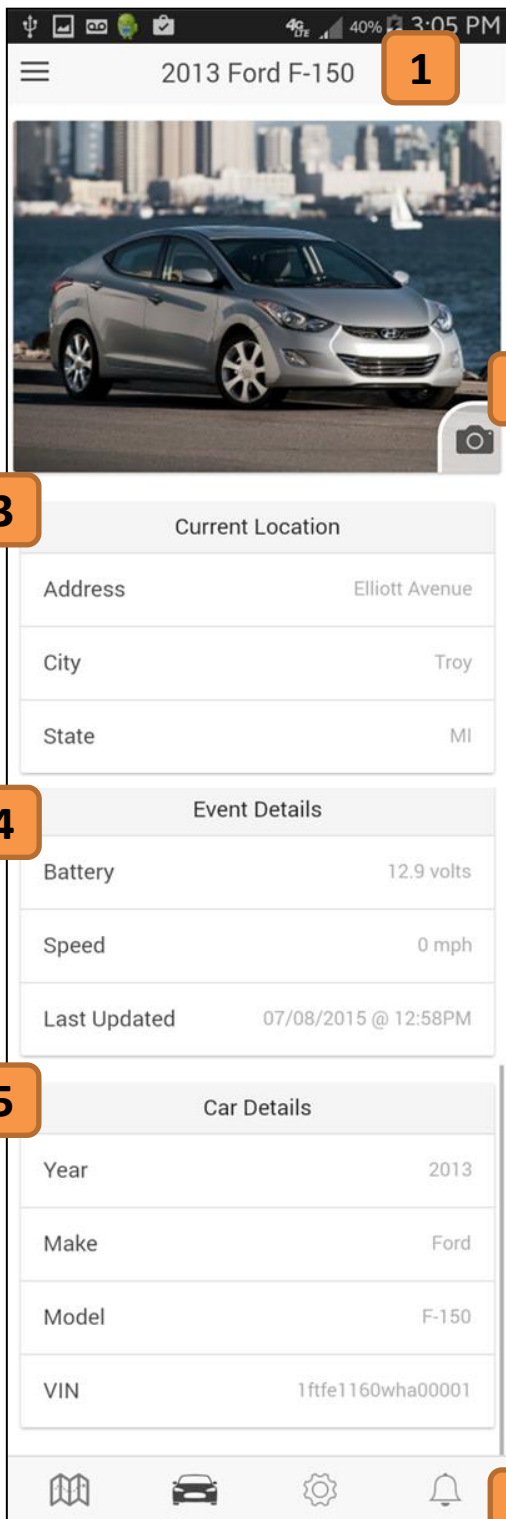 4G LTE 40% 3:05 PM
2013 Ford F-150
1
3
Current Location
Address Elliott Avenue
City Troy
State MI
4
Event Details
Battery 12.9 volts
Speed 0 mph
Last Updated 07/08/2015 @ 12:58PM
5
Car Details
Year 2013
Make Ford
Model F-150
VIN 1ftfe1160wha00001